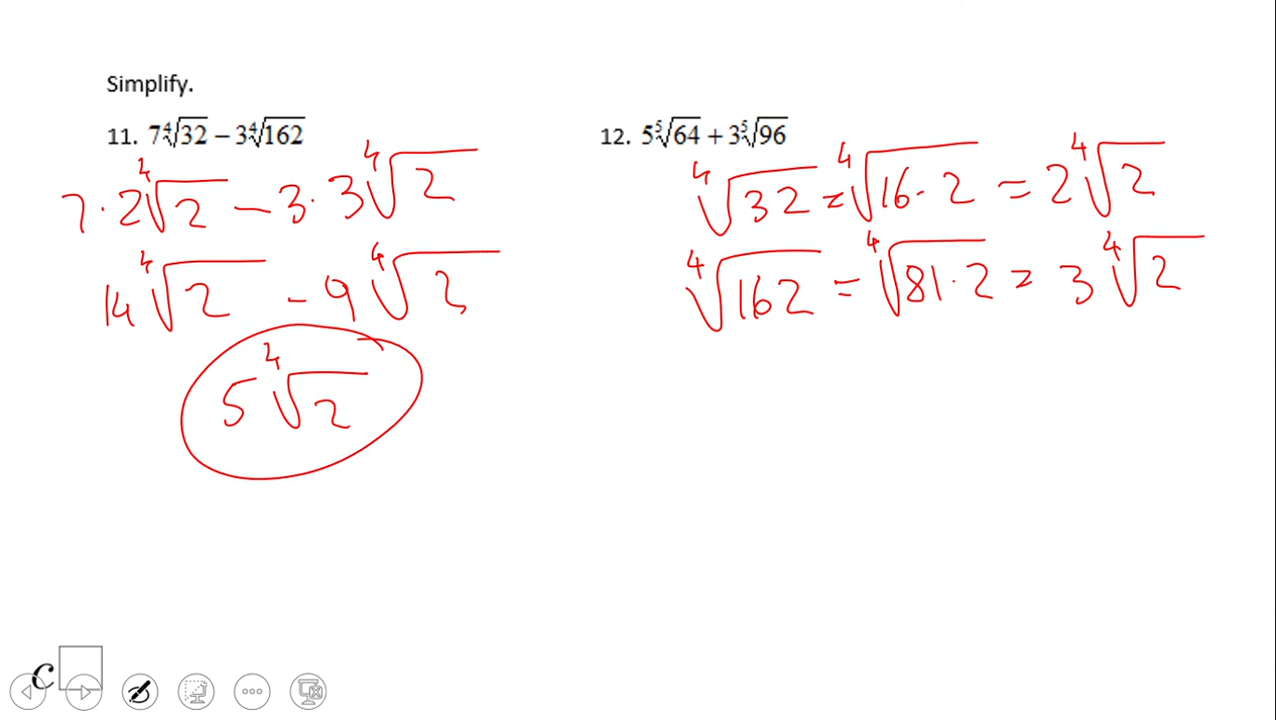 Simplify.
11. 7∜32 − 3∜162
7·2∜2 − 3·3∜2
14∜2 − 9∜2
5∜2
12. 5⁵√64 + 3⁵√96
∜32 = ∜16·2 = 2∜2
∜162 = ∜81·2 = 3∜2
c